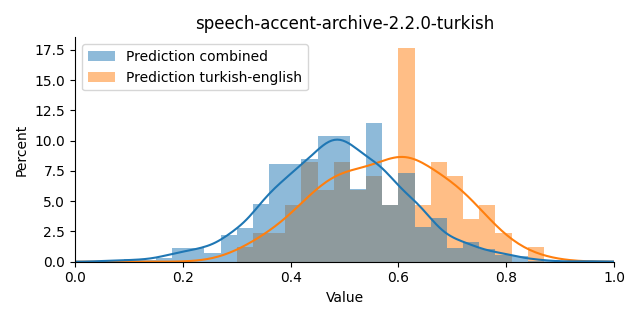 speech-accent-archive-2.2.0-turkish
Prediction combined
Prediction turkish-english
Percent
17.5
15.0
12.5
10.0
7.5
5.0
2.5
0.0
0.0 0.2 0.4 0.6 0.8 1.0
Value